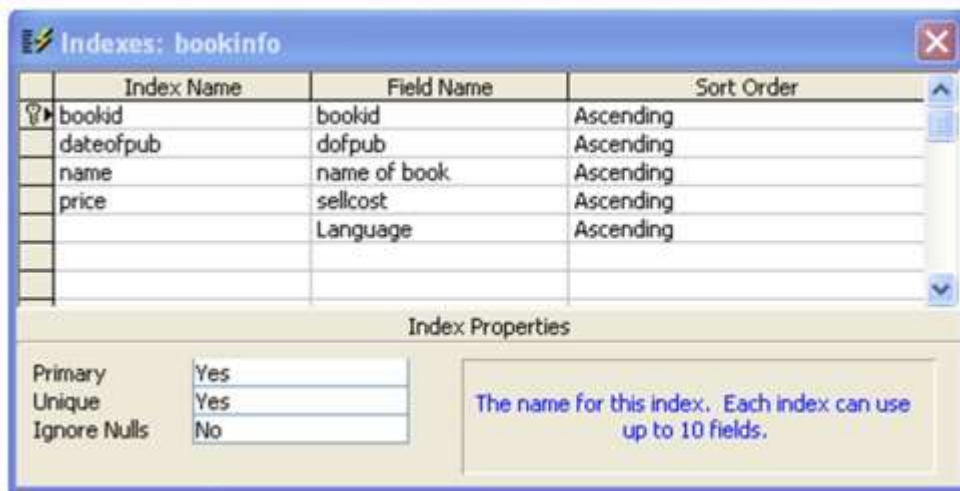 Indexes: bookinfo
Index Name Field Name Sort Order
bookid bookid Ascending
dateofpub dofpub Ascending
name name of book Ascending
price sellcost Ascending
Language Ascending
Index Properties
Primary Yes
Unique Yes
Ignore Nulls No
The name for this index. Each index can use
up to 10 fields.